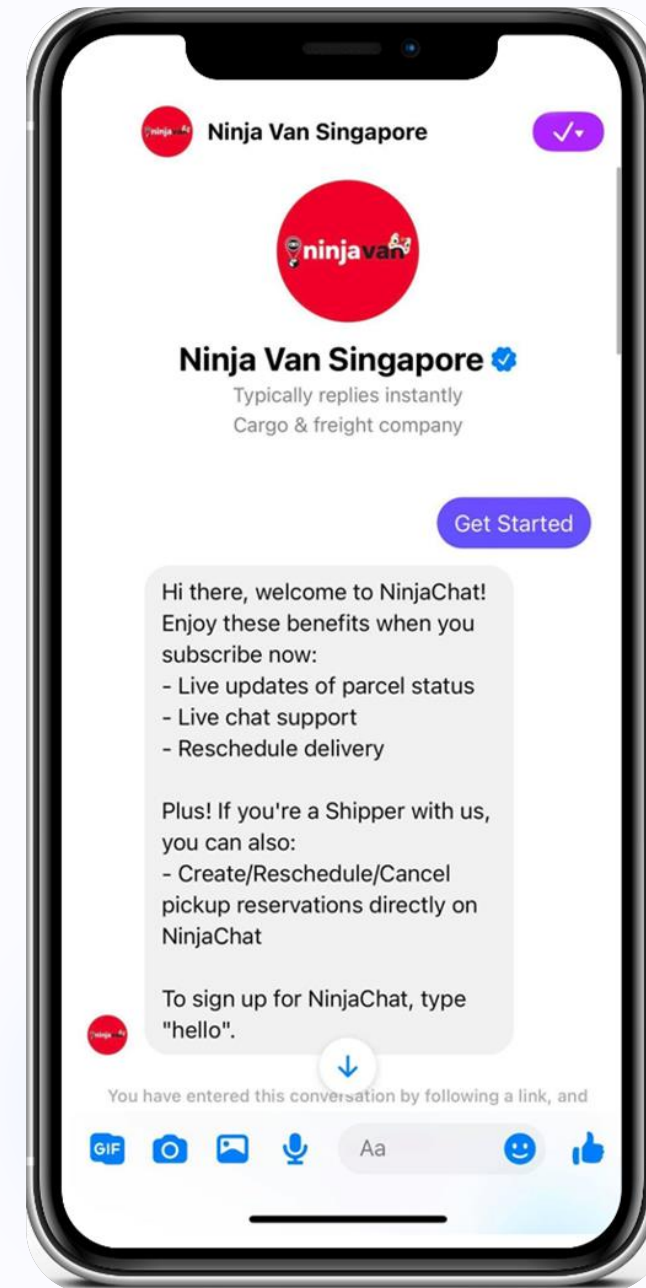 Ninja Van Singapore
ninjavan
Ninja Van Singapore
Typically replies instantly
Cargo & freight company
Get Started
Hi there, welcome to NinjaChat!
Enjoy these benefits when you
subscribe now:
- Live updates of parcel status
- Live chat support
- Reschedule delivery
Plus! If you're a Shipper with us,
you can also:
- Create/Reschedule/Cancel
pickup reservations directly on
NinjaChat
To sign up for NinjaChat, type
"hello".
You have entered this conversation by following a link, and
GIF
Aa